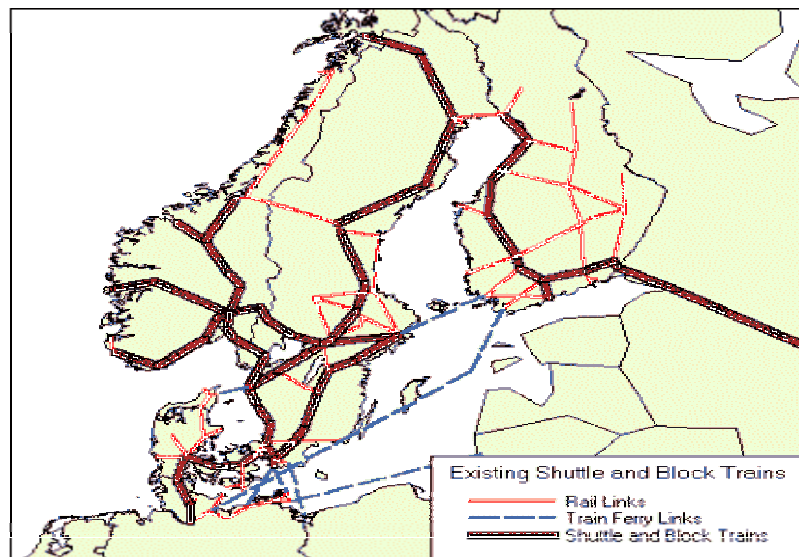 Existing Shuttle and Block Trains
Rail Links
Train Ferry Links
Shuttle and Block Trains